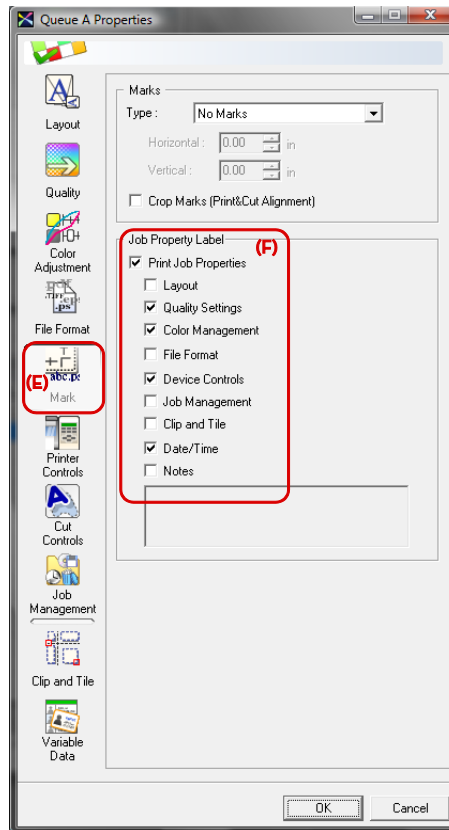 Queue A Properties
Layout
Quality
Color
Adjustment
.ps
File Format
(E)
Mark
Printer
Controls
Cut
Controls
Job
Management
Clip and Tile
Variable
Data
Marks
Type : No Marks
Horizontal : 0.00 in
Vertical : 0.00 in
Crop Marks (Print&Cut Alignment)
Job Property Label
(F)
Print Job Properties
Layout
Quality Settings
Color Management
File Format
Device Controls
Job Management
Clip and Tile
Date/Time
Notes
OK Cancel